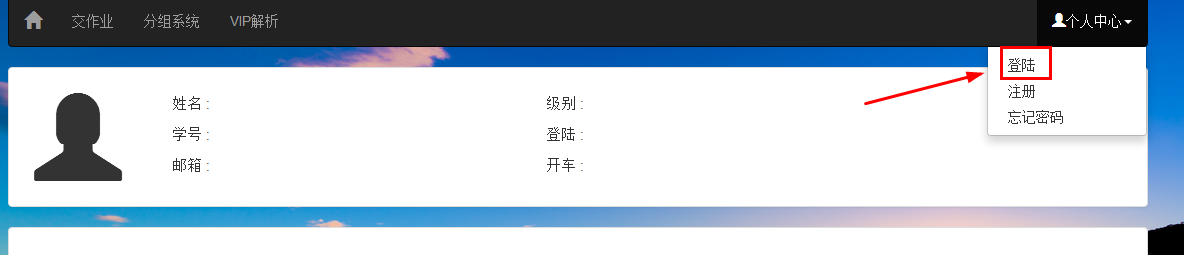 交作业 分组系统 VIP解析 个人中心
登陆
注册
忘记密码
姓名 : 级别 :
学号 : 登陆 :
邮箱 : 开车 :